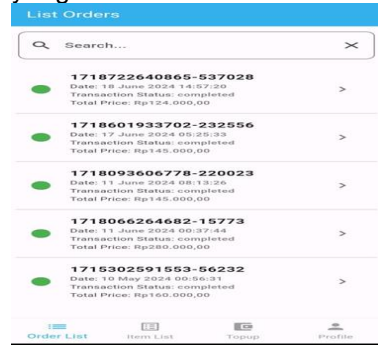 List Orders
Search...
1718722640865-537028
Date: 18 June 2024 14:57:20
Transaction Status: completed
Total Price: Rp124.000,00
1718601933702-232556
Date: 17 June 2024 05:25:33
Transaction Status: completed
Total Price: Rp145.000,00
1718093606778-220023
Date: 11 June 2024 08:13:26
Transaction Status: completed
Total Price: Rp145.000,00
1718066264682-15773
Date: 11 June 2024 00:37:44
Transaction Status: completed
Total Price: Rp280.000,00
1715302591553-56232
Date: 10 May 2024 00:56:31
Transaction Status: completed
Total Price: Rp160.000,00
Order List Item List Topup Profile